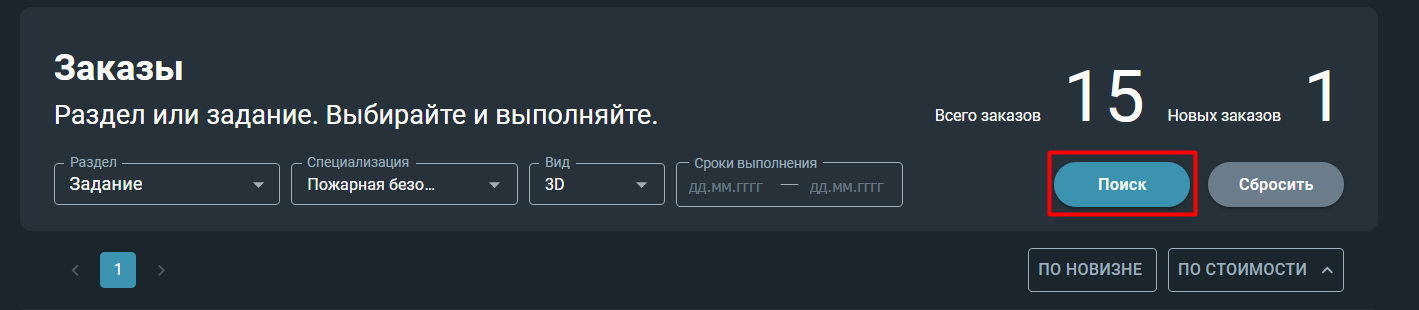 Заказы
Раздел или задание. Выбирайте и выполняйте.
Всего заказов 15 Новых заказов 1
Раздел Специализация Вид Сроки выполнения
Задание Пожарная безо... 3D дд.мм.гггг — дд.мм.гггг Поиск Сбросить
1 ПО НОВИЗНЕ ПО СТОИМОСТИ